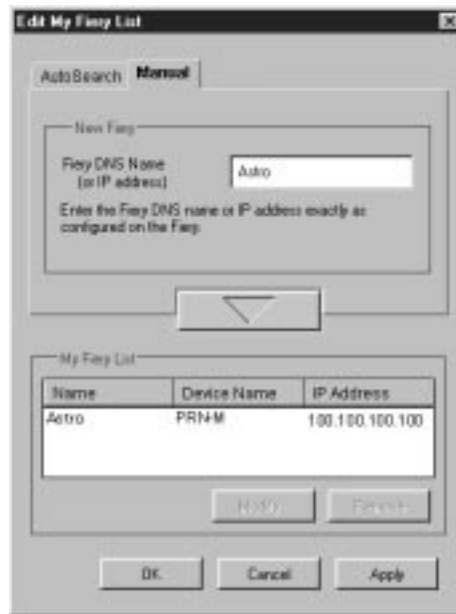 Edit My Fiery List
AutoSearch Manual
New Fiery
Fiery DNS Name
(or IP address)
Astro
Enter the Fiery DNS name or IP address exactly as
configured on the Fiery.
My Fiery List
Name Device Name IP Address
Astro PRN-M 100.100.100.100
Modify Remove
OK Cancel Apply